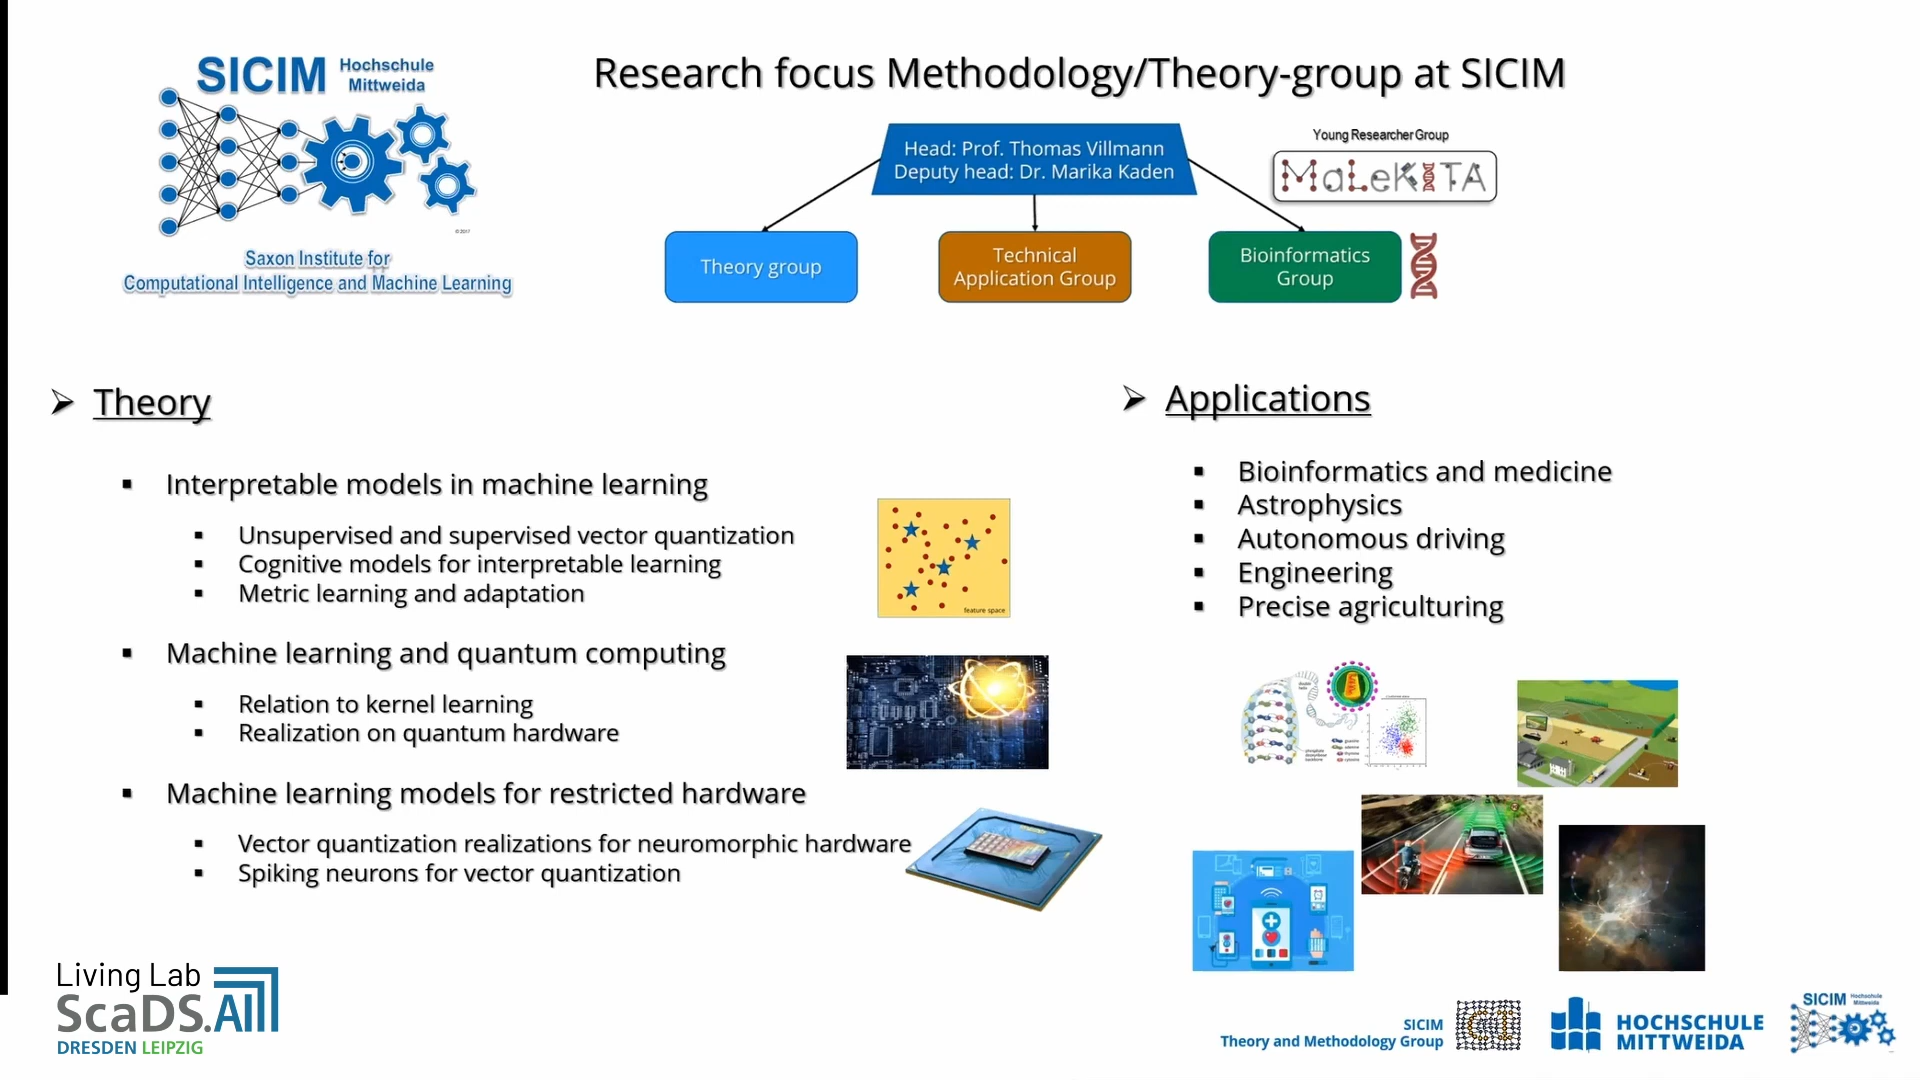 SICIM Hochschule
Mittweida
© 2017
Saxon Institute for
Computational Intelligence and Machine Learning
Research focus Methodology/Theory-group at SICIM
Head: Prof. Thomas Villmann
Deputy head: Dr. Marika Kaden
Young Researcher Group
MaLeKITA
Theory group
Technical
Application Group
Bioinformatics
Group
➢ Theory
▪ Interpretable models in machine learning
▪ Unsupervised and supervised vector quantization
▪ Cognitive models for interpretable learning
▪ Metric learning and adaptation
feature space
▪ Machine learning and quantum computing
▪ Relation to kernel learning
▪ Realization on quantum hardware
▪ Machine learning models for restricted hardware
▪ Vector quantization realizations for neuromorphic hardware
▪ Spiking neurons for vector quantization
➢ Applications
▪ Bioinformatics and medicine
▪ Astrophysics
▪ Autonomous driving
▪ Engineering
▪ Precise agriculturing
Living Lab
ScaDS.AI
DRESDEN LEIPZIG
SICIM
Theory and Methodology Group
HOCHSCHULE
MITTWEIDA
SICIM Hochschule
Mittweida